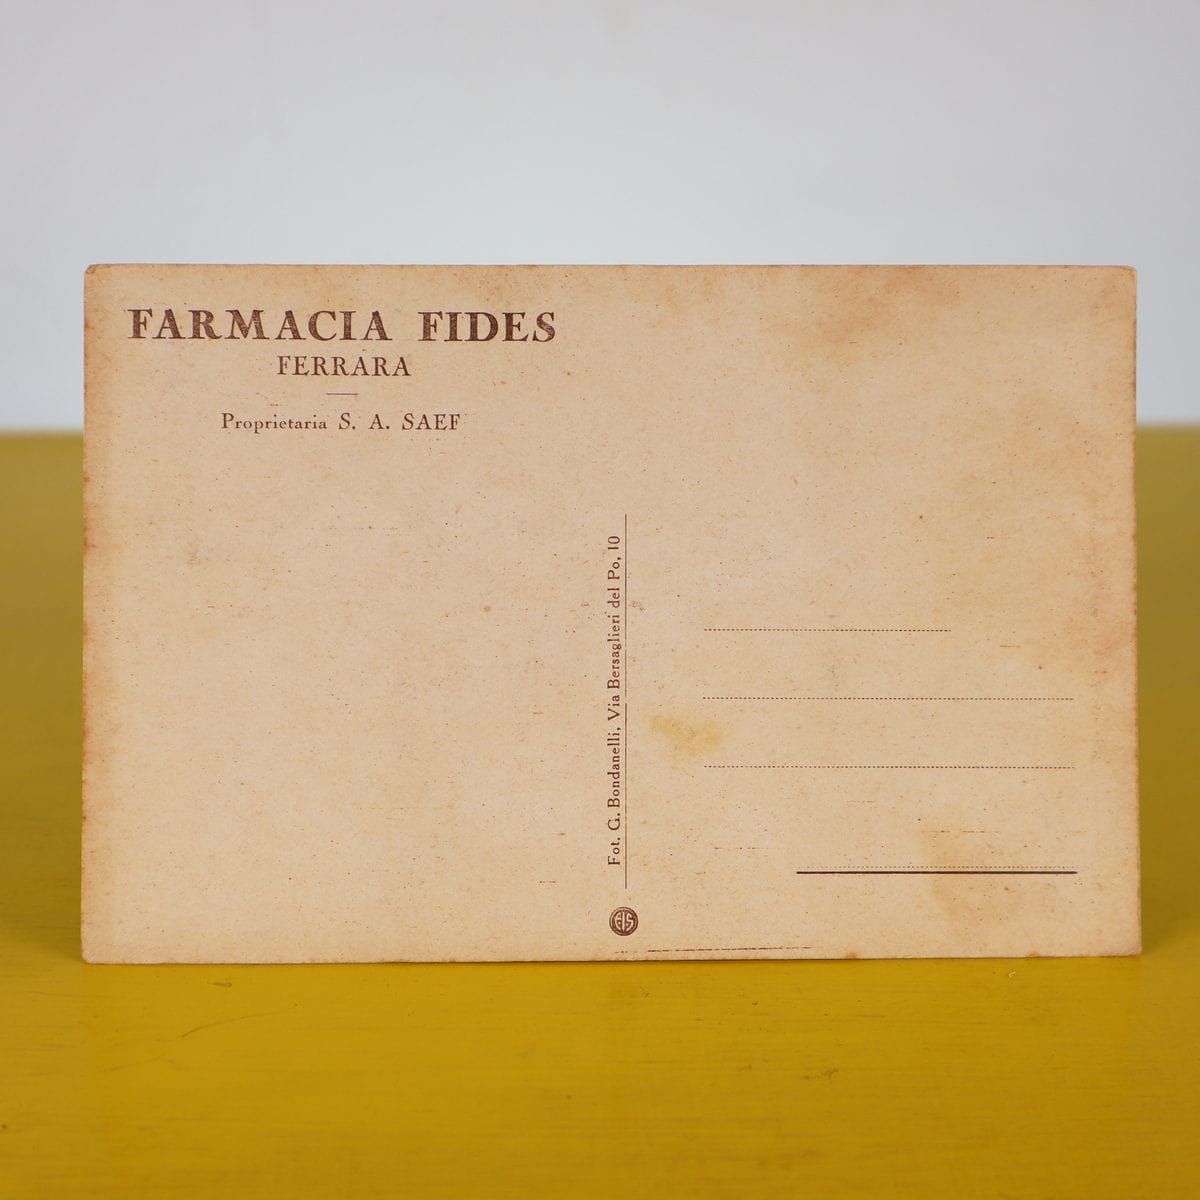 FARMACIA FIDES
FERRARA
Proprietaria S. A. SAEF
Fot. G. Bondanelli, Via Bersaglieri del Po, 10